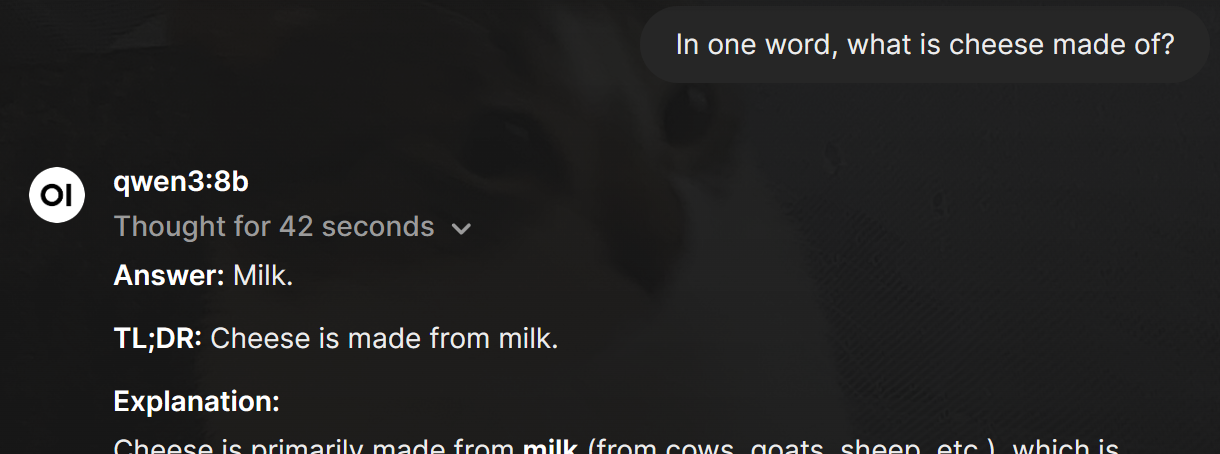 In one word, what is cheese made of?
OI
qwen3:8b
Thought for 42 seconds
Answer: Milk.
TL;DR: Cheese is made from milk.
Explanation:
Cheese is primarily made from milk (from cows, goats, sheep, etc.), which is